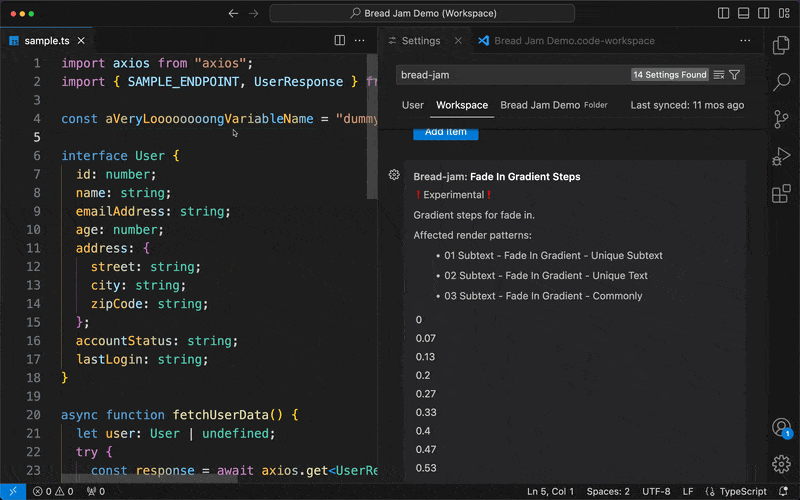 Bread Jam Demo (Workspace)
sample.ts
Settings
Bread Jam Demo.code-workspace
1 import axios from "axios";
2 import { SAMPLE_ENDPOINT, UserResponse } fr
3
4 const aVeryLoooooooongVariableName = "dummy
5
6 interface User {
7 id: number;
8 name: string;
9 emailAddress: string;
10 age: number;
11 address: {
12 street: string;
13 city: string;
14 zipCode: string;
15 };
16 accountStatus: string;
17 lastLogin: string;
18 }
19
20 async function fetchUserData() {
21 let user: User | undefined;
22 try {
23 const response = await axios.get<UserRe
bread-jam
14 Settings Found
User
Workspace
Bread Jam Demo Folder
Last synced: 11 mos ago
Add Item
Bread-jam: Fade In Gradient Steps
❗Experimental❗
Gradient steps for fade in.
Affected render patterns:
• 01 Subtext - Fade In Gradient - Unique Subtext
• 02 Subtext - Fade In Gradient - Unique Text
• 03 Subtext - Fade In Gradient - Commonly
0
0.07
0.13
0.2
0.27
0.33
0.4
0.47
0.53
1
0 0 0
Ln 5, Col 1
Spaces: 2
UTF-8
LF
TypeScript